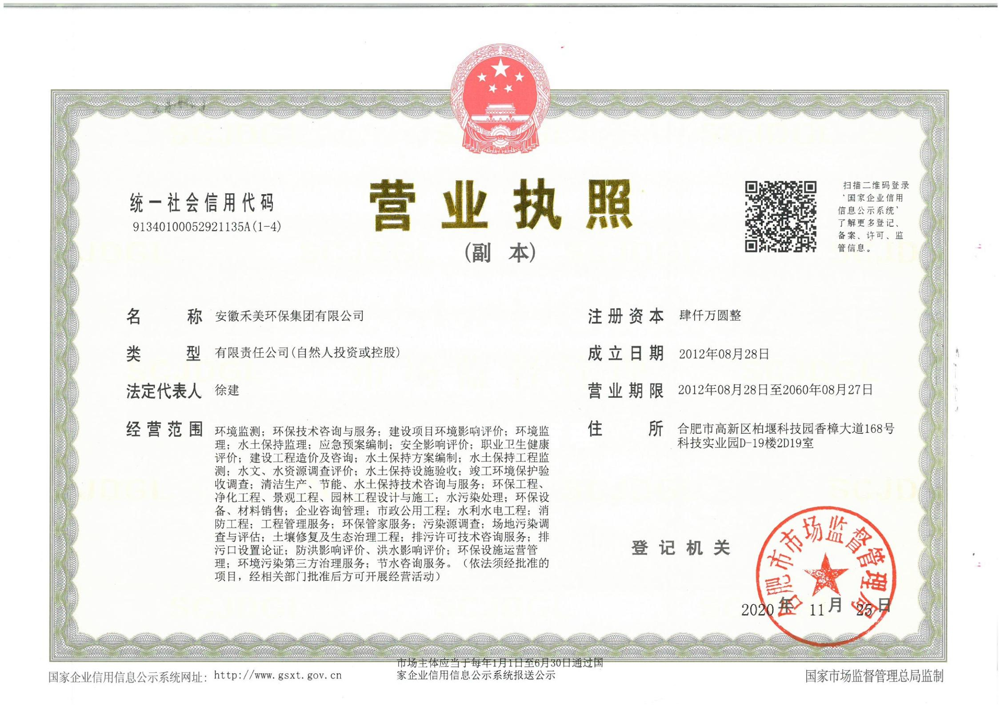 营业执照
(副 本)
统一社会信用代码
91340100052921135A(1-4)
扫描二维码登录
‘国家企业信用
信息公示系统’
了解更多登记、
备案、许可、监
管信息。
名 称 安徽禾美环保集团有限公司
类 型 有限责任公司(自然人投资或控股)
法定代表人 徐建
经营范围 环境监测；环保技术咨询与服务；建设项目环境影响评价；环境监
理；水土保持监理；应急预案编制；安全影响评价；职业卫生健康
评价；建设工程造价及咨询；水土保持方案编制；水土保持工程监
测；水文、水资源调查评价；水土保持设施验收；竣工环境保护验
收调查；清洁生产、节能、水土保持技术咨询与服务；环保工程、
净化工程、景观工程、园林工程设计与施工；水污染处理；环保设
备、材料销售；企业咨询管理；市政公用工程；水利水电工程；消
防工程；工程管理服务；环保管家服务；污染源调查；场地污染调
查与评估；土壤修复及生态治理工程；排污许可技术咨询服务；排
污口设置论证；防洪影响评价、洪水影响评价；环保设施运营管
理；环境污染第三方治理服务；节水咨询服务。（依法须经批准的
项目，经相关部门批准后方可开展经营活动）
注册资本 肆仟万圆整
成立日期 2012年08月28日
营业期限 2012年08月28日至2060年08月27日
住 所 合肥市高新区柏堰科技园香樟大道168号
科技实业园D-19楼2D19室
登记机关
合肥市市场监督管理局
2020年 11月 25日
国家企业信用信息公示系统网址：http://www.gsxt.gov.cn
市场主体应当于每年1月1日至6月30日通过国
家企业信用信息公示系统报送公示
国家市场监督管理总局监制